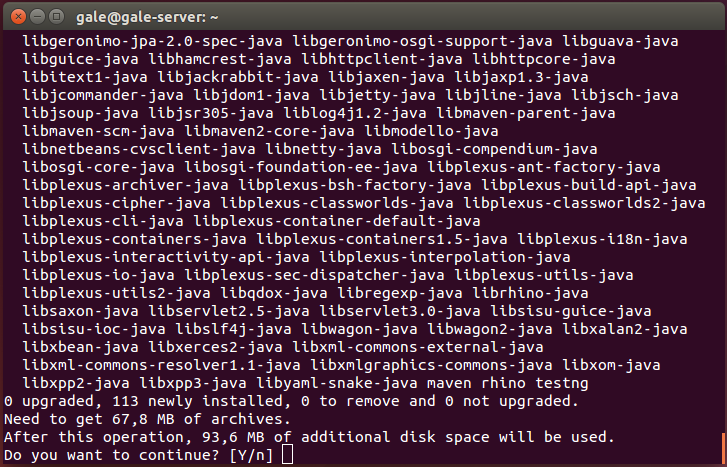 gale@gale-server: ~
libgeronimo-jpa-2.0-spec-java libgeronimo-osgi-support-java libguava-java
libguice-java libhamcrest-java libhttpclient-java libhttpcore-java
libitext1-java libjackrabbit-java libjaxen-java libjaxp1.3-java
libjcommander-java libjdom1-java libjetty-java libjline-java libjsch-java
libjsoup-java libjsr305-java liblog4j1.2-java libmaven-parent-java
libmaven-scm-java libmaven2-core-java libmodello-java
libnetbeans-cvsclient-java libnetty-java libosgi-compendium-java
libosgi-core-java libosgi-foundation-ee-java libplexus-ant-factory-java
libplexus-archiver-java libplexus-bsh-factory-java libplexus-build-api-java
libplexus-cipher-java libplexus-classworlds-java libplexus-classworlds2-java
libplexus-cli-java libplexus-container-default-java
libplexus-containers-java libplexus-containers1.5-java libplexus-i18n-java
libplexus-interactivity-api-java libplexus-interpolation-java
libplexus-io-java libplexus-sec-dispatcher-java libplexus-utils-java
libplexus-utils2-java libqdox-java libregexp-java librhino-java
libsaxon-java libservlet2.5-java libservlet3.0-java libsisu-guice-java
libsisu-ioc-java libslf4j-java libwagon-java libwagon2-java libxalan2-java
libxbean-java libxerces2-java libxml-commons-external-java
libxml-commons-resolver1.1-java libxmlgraphics-commons-java libxom-java
libxpp2-java libxpp3-java libyaml-snake-java maven rhino testng
0 upgraded, 113 newly installed, 0 to remove and 0 not upgraded.
Need to get 67,8 MB of archives.
After this operation, 93,6 MB of additional disk space will be used.
Do you want to continue? [Y/n]